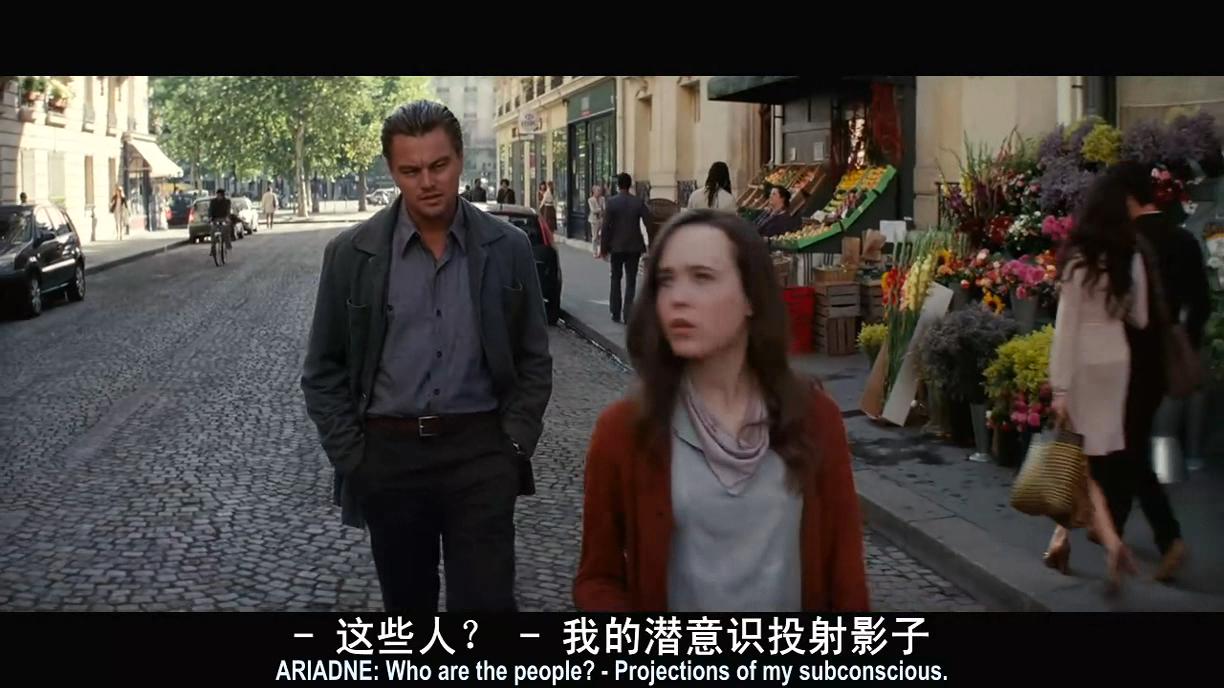 - 这些人? - 我的潜意识投射影子
ARIADNE: Who are the people? - Projections of my subconscious.